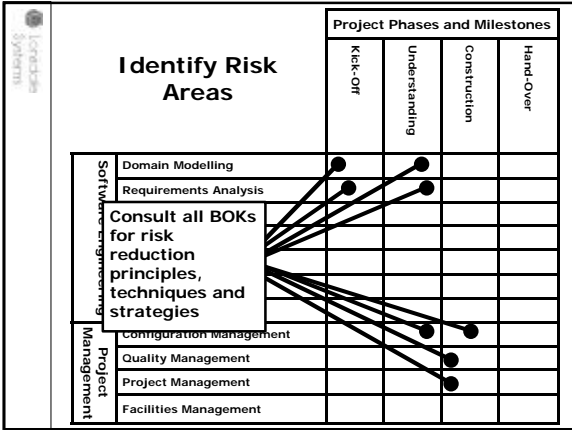 Lonsdale
Systems
Identify Risk
Areas
Project Phases and Milestones
Kick-Off
Understanding
Construction
Hand-Over
Domain Modelling
Requirements Analysis
Consult all BOKs
for risk
reduction
principles,
techniques and
strategies
Configuration Management
Quality Management
Project Management
Facilities Management
Software Engineering
Project
Management